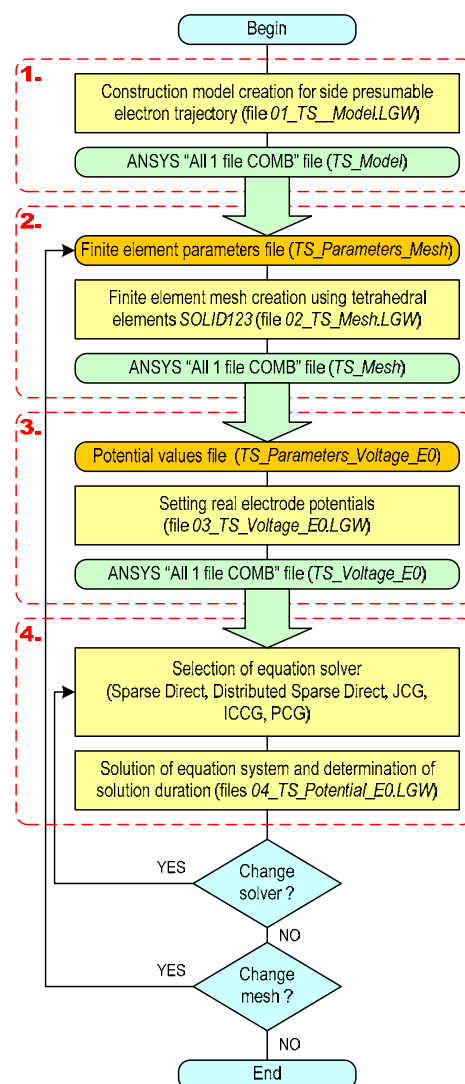 Begin
1.
Construction model creation for side presumable
electron trajectory (file 01_TS__Model.LGW)
ANSYS “All 1 file COMB” file (TS_Model)
2.
Finite element parameters file (TS_Parameters_Mesh)
Finite element mesh creation using tetrahedral
elements SOLID123 (file 02_TS_Mesh.LGW)
ANSYS “All 1 file COMB” file (TS_Mesh)
3.
Potential values file (TS_Parameters_Voltage_E0)
Setting real electrode potentials
(file 03_TS_Voltage_E0.LGW)
ANSYS “All 1 file COMB” file (TS_Voltage_E0)
4.
Selection of equation solver
(Sparse Direct, Distributed Sparse Direct, JCG,
ICCG, PCG)
Solution of equation system and determination of
solution duration (files 04_TS_Potential_E0.LGW)
YES
Change
solver ?
NO
YES
Change
mesh ?
NO
End